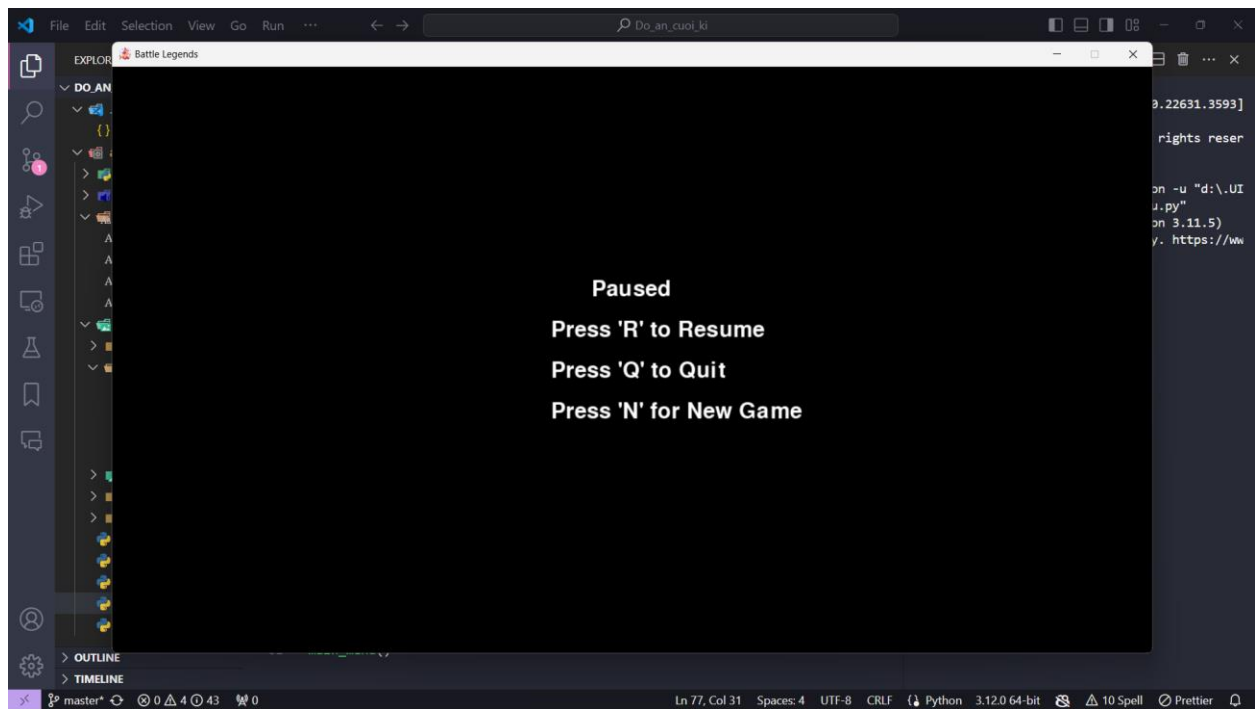 File Edit Selection View Go Run ··· Do_an_cuoi_ki
EXPLOR
Battle Legends
DO_AN
0.22631.3593]
rights reser
on -u "d:\.UI
u.py"
on 3.11.5)
y. https://ww
Paused
Press 'R' to Resume
Press 'Q' to Quit
Press 'N' for New Game
OUTLINE
TIMELINE
master* 0 4 43 0 Ln 77, Col 31 Spaces: 4 UTF-8 CRLF Python 3.12.0 64-bit 10 Spell Prettier